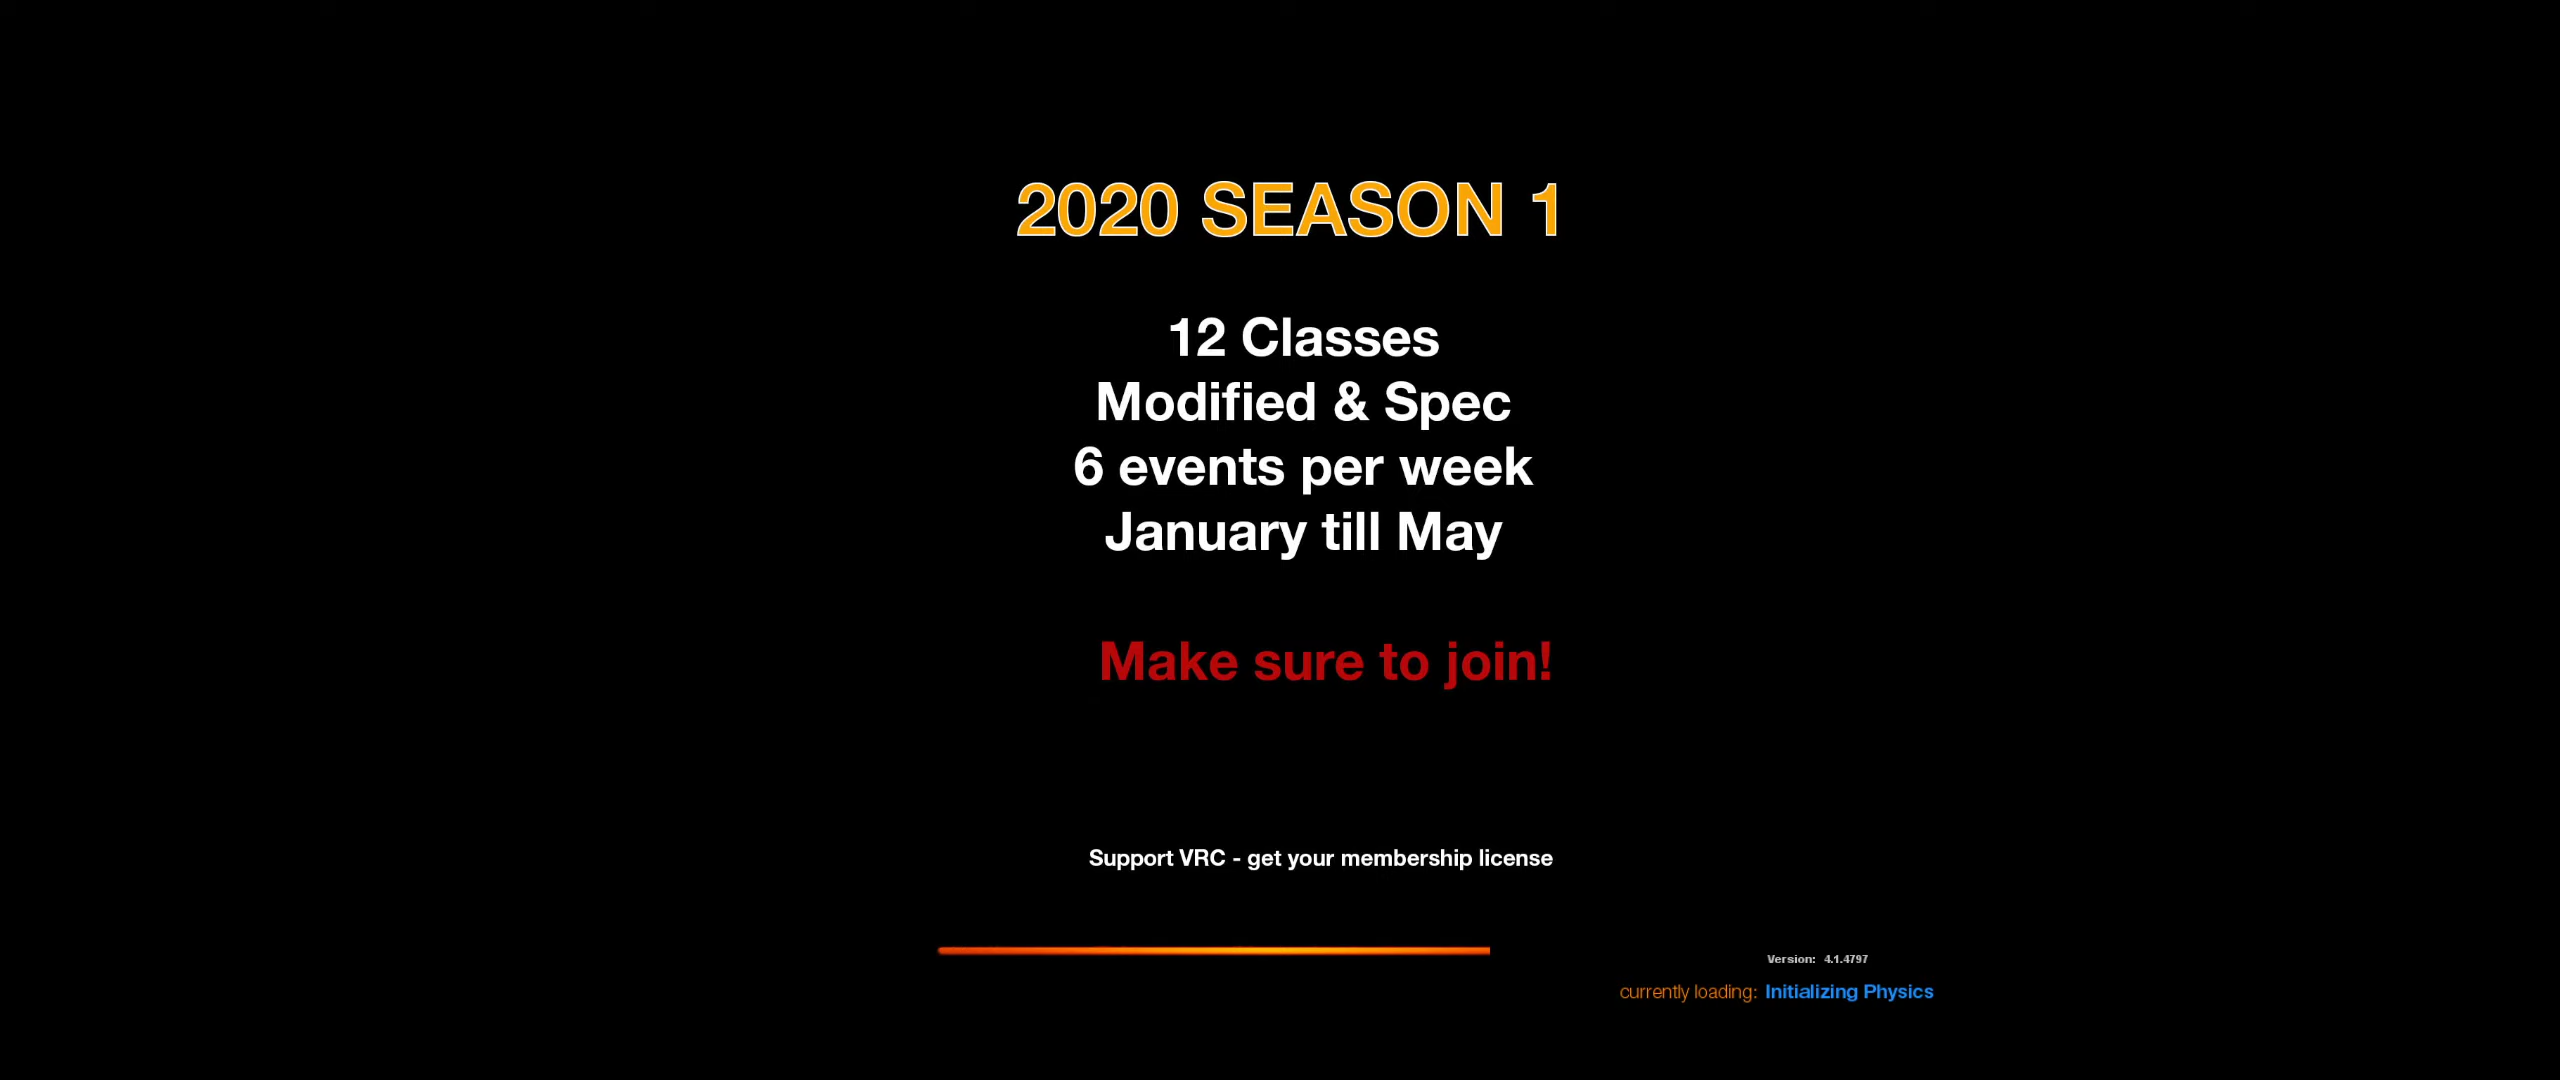 2020 SEASON 1
12 Classes
Modified & Spec
6 events per week
January till May
Make sure to join!
Support VRC - get your membership license
Version: 4.1.4797
currently loading: Initializing Physics